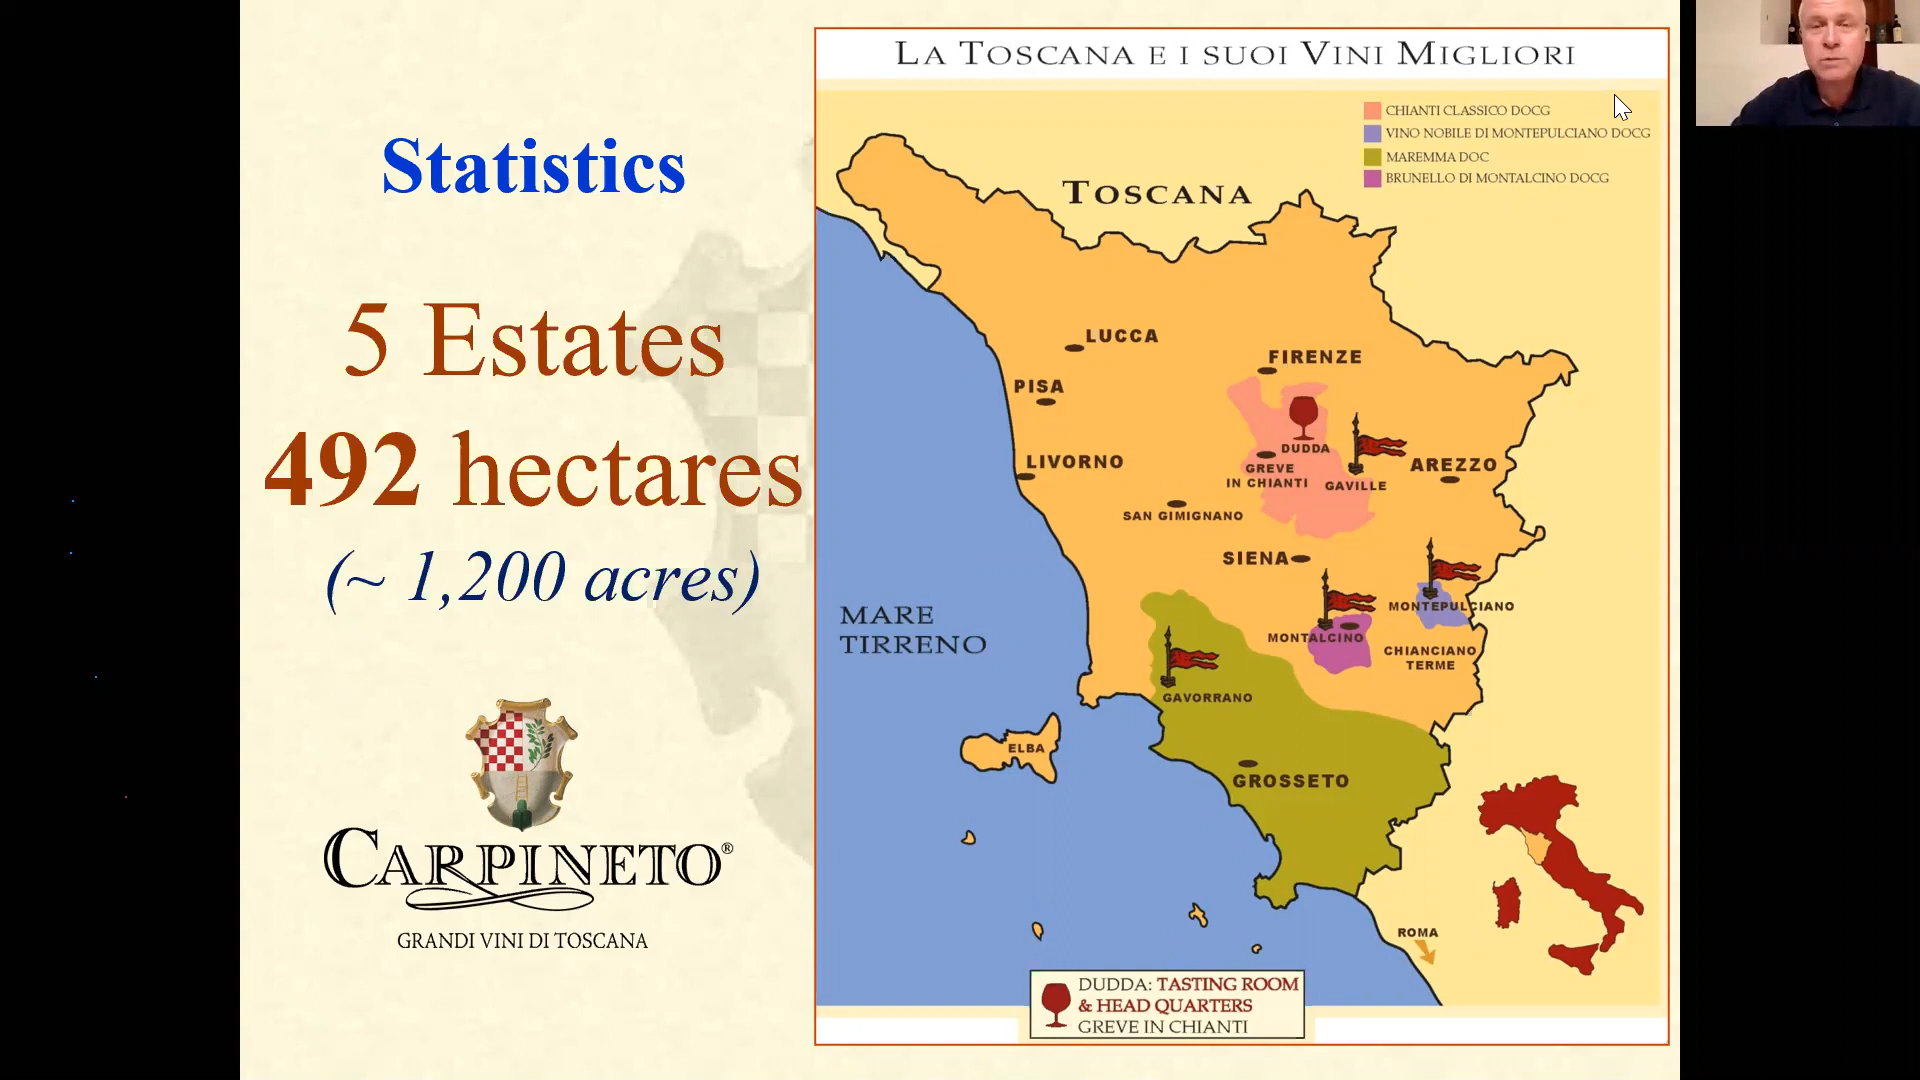 Statistics
5 Estates
492 hectares
(~ 1,200 acres)
CARPINETO®
GRANDI VINI DI TOSCANA
LA TOSCANA E I SUOI VINI MIGLIORI
CHIANTI CLASSICO DOCG
VINO NOBILE DI MONTEPULCIANO DOCG
MAREMMA DOC
BRUNELLO DI MONTALCINO DOCG
TOSCANA
LUCCA
FIRENZE
PISA
DUDDA
LIVORNO
AREZZO
GREVE
IN CHIANTI
GAVILLE
SAN GIMIGNANO
SIENA
MONTEPULCIANO
MARE
TIRRENO
MONTALCINO
CHIANCIANO
TERME
GAVORRANO
ELBA
GROSSETO
ROMA
DUDDA: TASTING ROOM
& HEAD QUARTERS
GREVE IN CHIANTI